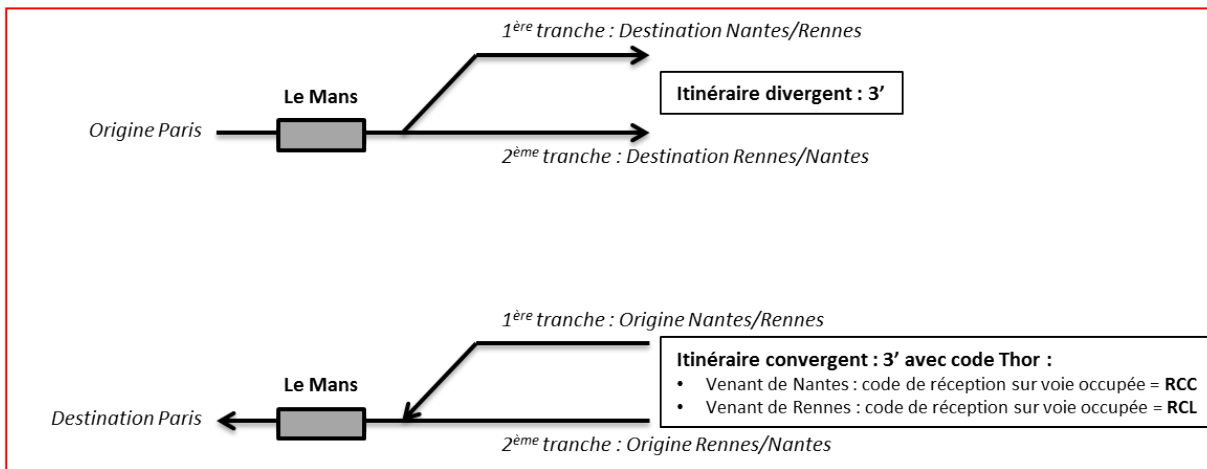 1ère tranche : Destination Nantes/Rennes
Itinéraire divergent : 3’
Le Mans
Origine Paris
2ème tranche : Destination Rennes/Nantes
1ère tranche : Origine Nantes/Rennes
Itinéraire convergent : 3’ avec code Thor :
• Venant de Nantes : code de réception sur voie occupée = RCC
• Venant de Rennes : code de réception sur voie occupée = RCL
Le Mans
Destination Paris
2ème tranche : Origine Rennes/Nantes